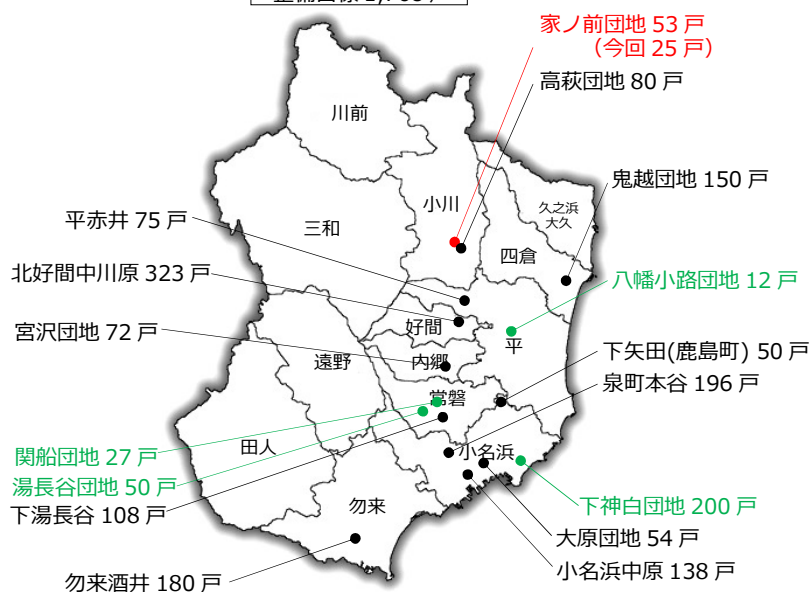 家ノ前団地 53 戸
（今回 25 戸）
高萩団地 80 戸
川前
鬼越団地 150 戸
小川
久之浜
大久
平赤井 75 戸
三和
四倉
北好間中川原 323 戸
八幡小路団地 12 戸
好間
宮沢団地 72 戸
平
遠野
内郷
下矢田(鹿島町) 50 戸
泉町本谷 196 戸
常磐
関船団地 27 戸
田人
小名浜
湯長谷団地 50 戸
下湯長谷 108 戸
勿来
下神白団地 200 戸
大原団地 54 戸
小名浜中原 138 戸
勿来酒井 180 戸